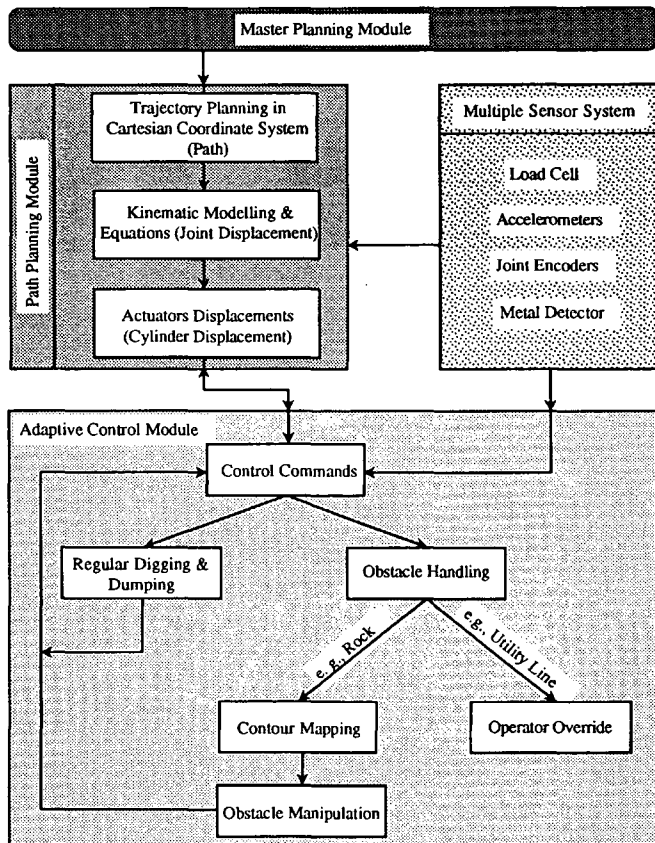 Master Planning Module
Path Planning Module
Trajectory Planning in
Cartesian Coordinate System
(Path)
Kinematic Modelling &
Equations (Joint Displacement)
Actuators Displacements
(Cylinder Displacement)
Multiple Sensor System
Load Cell
Accelerometers
Joint Encoders
Metal Detector
Adaptive Control Module
Control Commands
Regular Digging &
Dumping
Obstacle Handling
e.g., Rock
e.g., Utility Line
Contour Mapping
Operator Override
Obstacle Manipulation